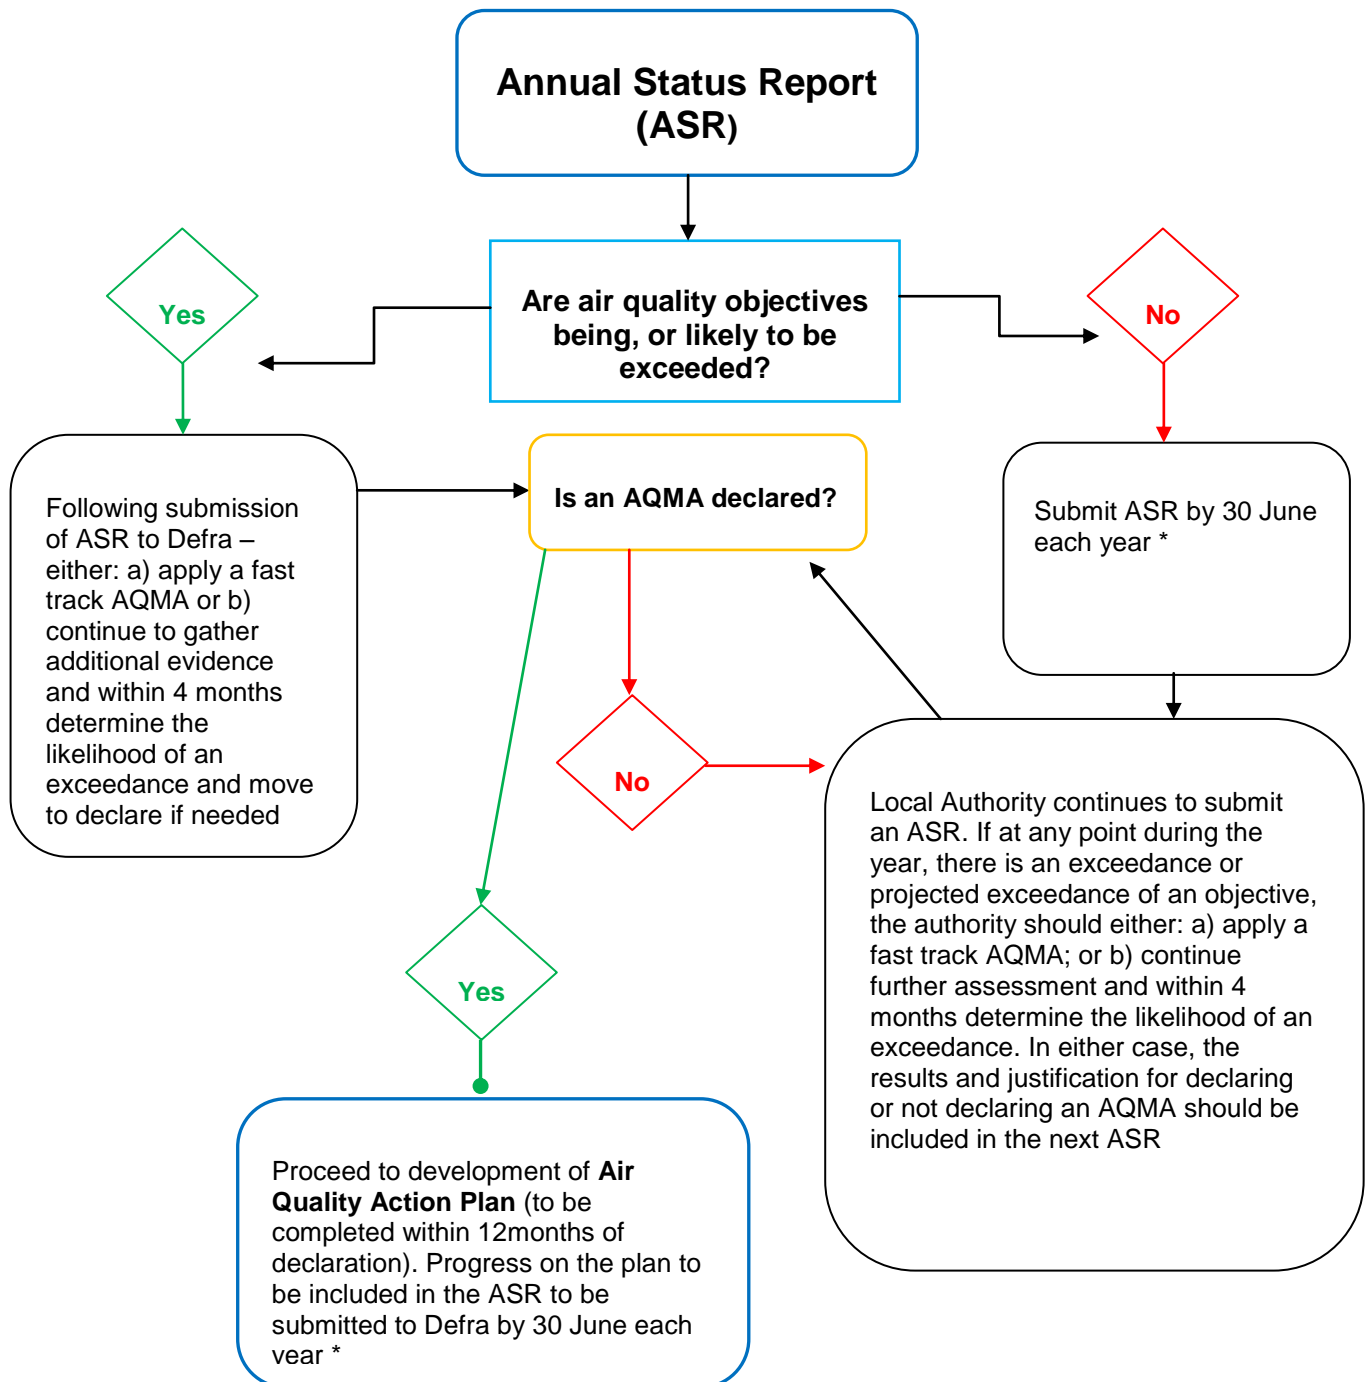 Annual Status Report
(ASR)
Yes
Are air quality objectives
being, or likely to be
exceeded?
No
Following submission
of ASR to Defra –
either: a) apply a fast
track AQMA or b)
continue to gather
additional evidence
and within 4 months
determine the
likelihood of an
exceedance and move
to declare if needed
Is an AQMA declared?
Submit ASR by 30 June
each year *
No
Local Authority continues to submit
an ASR. If at any point during the
year, there is an exceedance or
projected exceedance of an objective,
the authority should either: a) apply a
fast track AQMA; or b) continue
further assessment and within 4
months determine the likelihood of an
exceedance. In either case, the
results and justification for declaring
or not declaring an AQMA should be
included in the next ASR
Yes
Proceed to development of Air
Quality Action Plan (to be
completed within 12months of
declaration). Progress on the plan to
be included in the ASR to be
submitted to Defra by 30 June each
year *